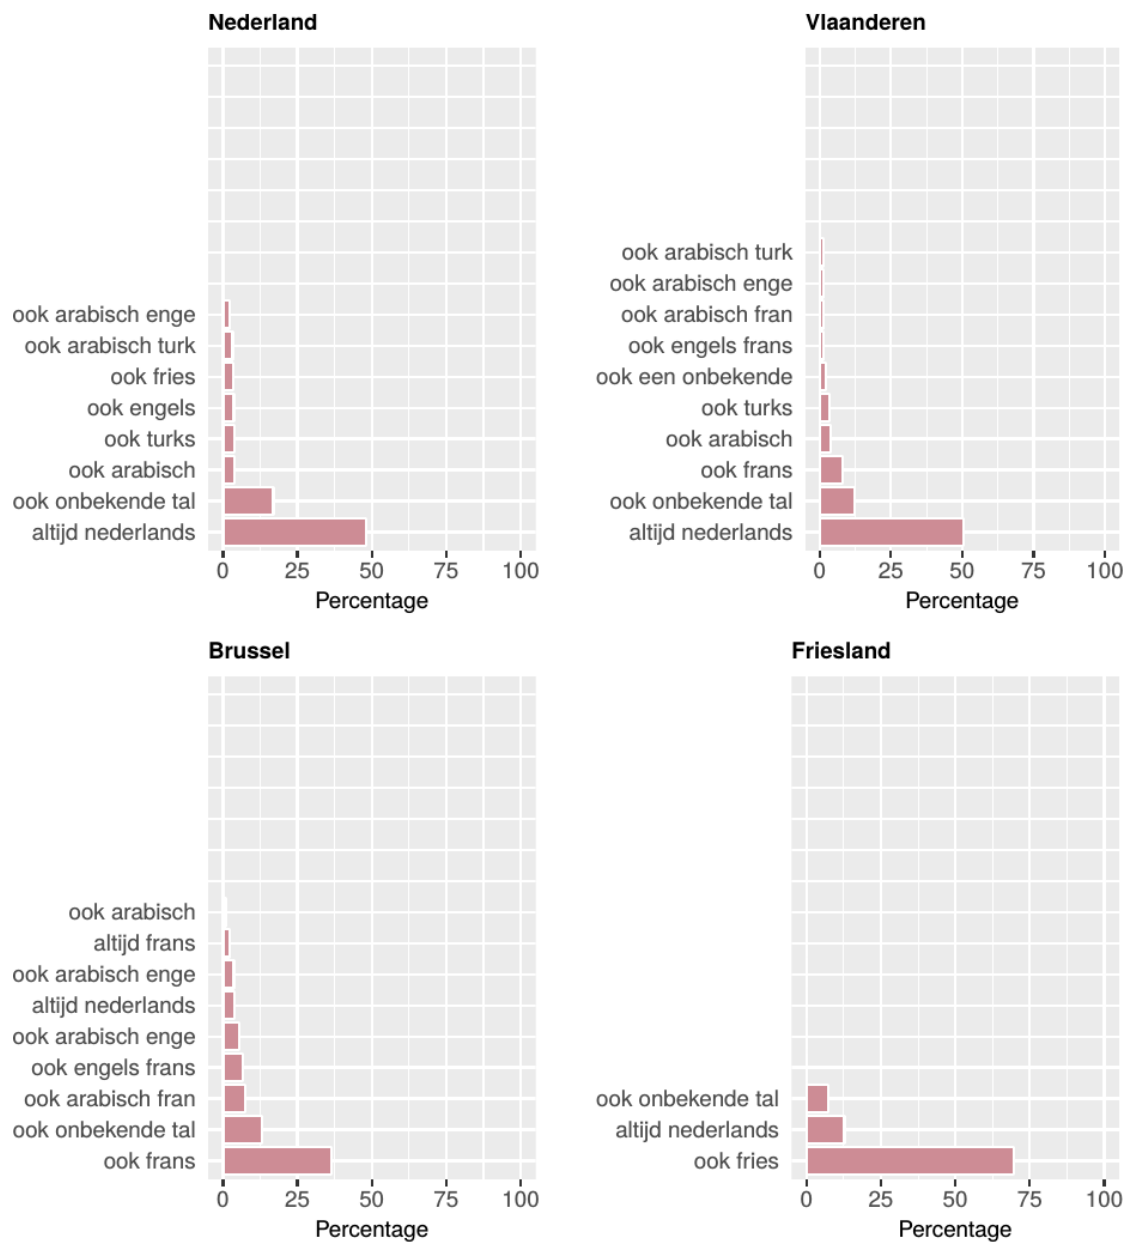 Nederland
ook arabisch enge
ook arabisch turk
ook fries
ook engels
ook turks
ook arabisch
ook onbekende tal
altijd nederlands
0 25 50 75 100
Percentage
Vlaanderen
ook arabisch turk
ook arabisch enge
ook arabisch fran
ook engels frans
ook een onbekende
ook turks
ook arabisch
ook frans
ook onbekende tal
altijd nederlands
0 25 50 75 100
Percentage
Brussel
ook arabisch
altijd frans
ook arabisch enge
altijd nederlands
ook arabisch enge
ook engels frans
ook arabisch fran
ook onbekende tal
ook frans
0 25 50 75 100
Percentage
Friesland
ook onbekende tal
altijd nederlands
ook fries
0 25 50 75 100
Percentage